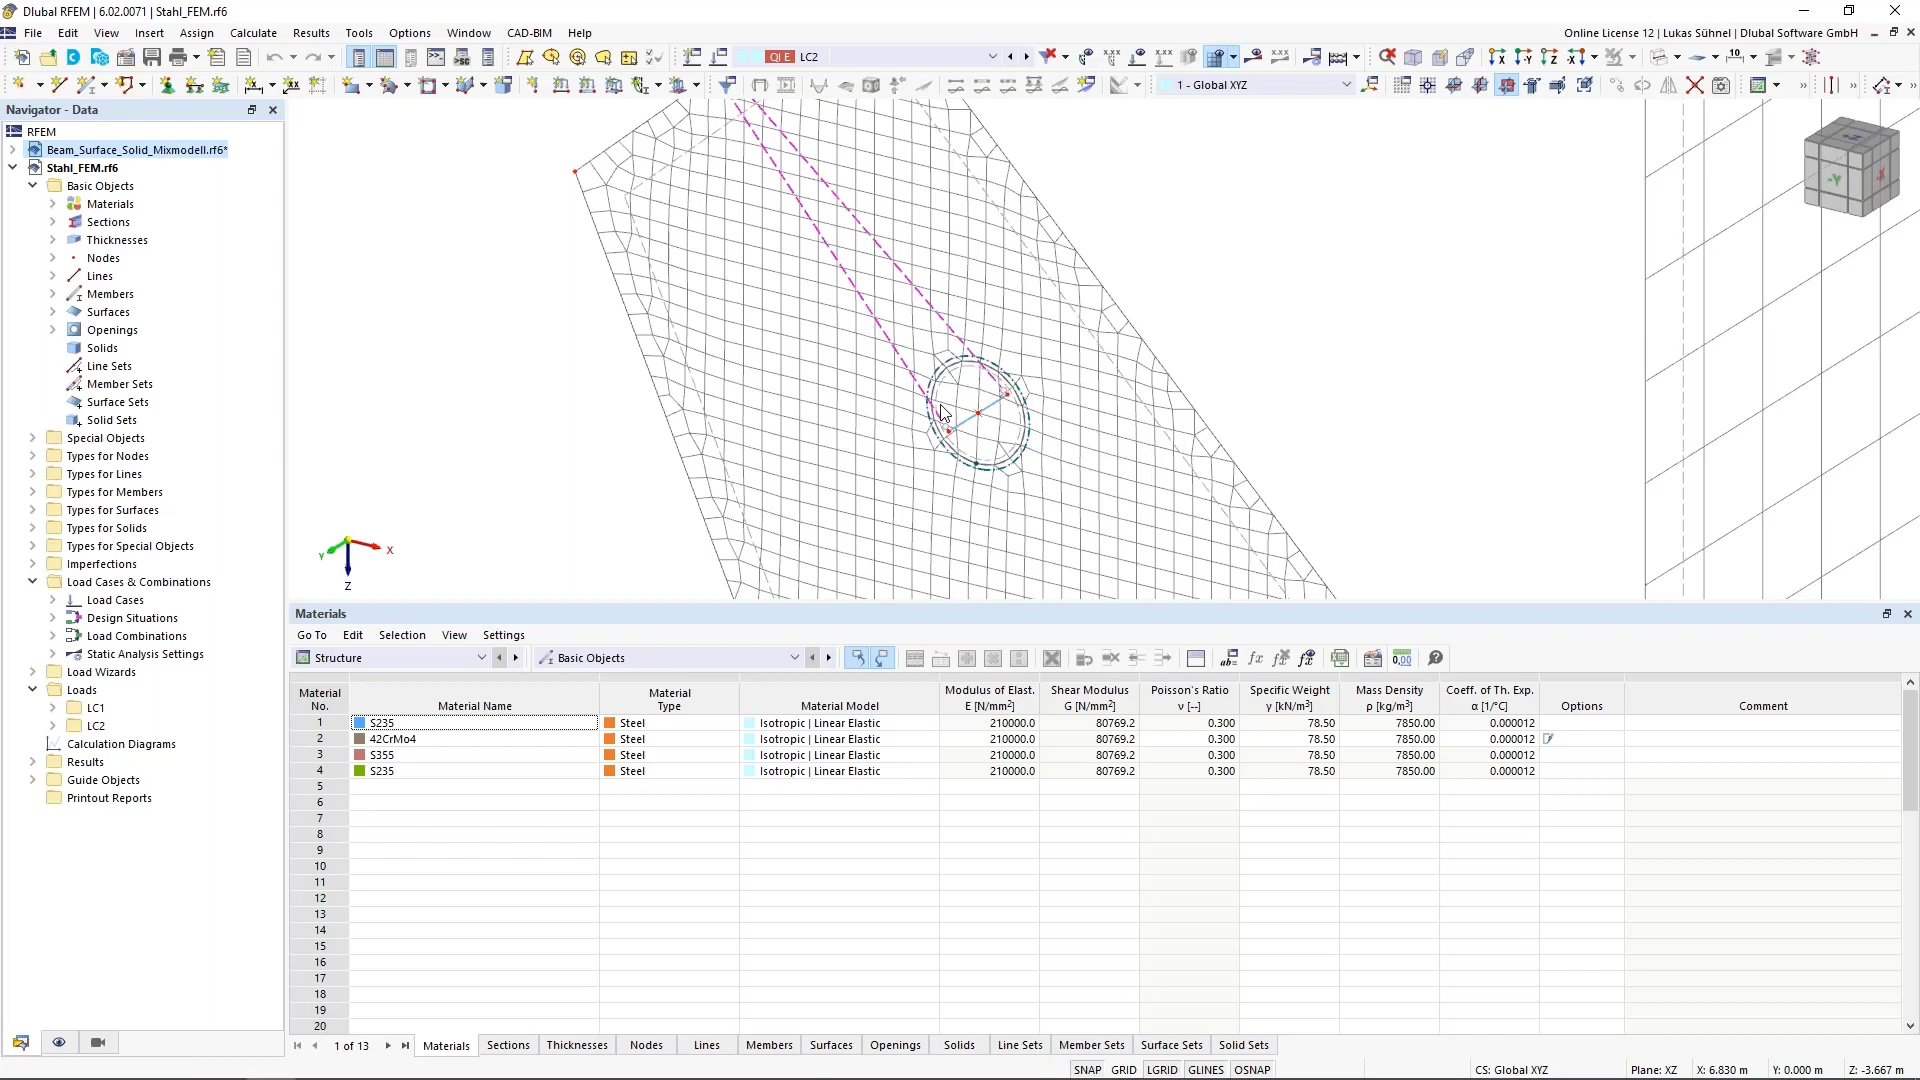 Dlubal RFEM | 6.02.0071 | Stahl_FEM.rf6
File Edit View Insert Assign Calculate Results Tools Options Window CAD-BIM Help
Online License 12 | Lukas Sühnel | Dlubal Software GmbH
QI E LC2
1 - Global XYZ
Navigator - Data
RFEM
Beam_Surface_Solid_Mixmodell.rf6*
Stahl_FEM.rf6
Basic Objects
Materials
Sections
Thicknesses
Nodes
Lines
Members
Surfaces
Openings
Solids
Line Sets
Member Sets
Surface Sets
Solid Sets
Special Objects
Types for Nodes
Types for Lines
Types for Members
Types for Surfaces
Types for Solids
Types for Special Objects
Imperfections
Load Cases & Combinations
Load Cases
Design Situations
Load Combinations
Static Analysis Settings
Load Wizards
Loads
LC1
LC2
Calculation Diagrams
Results
Guide Objects
Printout Reports
+Z
-Y
-X
X
Y
Z
Materials
Go To Edit Selection View Settings
Structure
Basic Objects
Material No. Material Name Material Type Material Model Modulus of Elast. E [N/mm2] Shear Modulus G [N/mm2] Poisson's Ratio ν [--] Specific Weight γ [kN/m3] Mass Density ρ [kg/m3] Coeff. of Th. Exp. α [1/°C] Options Comment
1 S235 Steel Isotropic | Linear Elastic 210000.0 80769.2 0.300 78.50 7850.00 0.000012
2 42CrMo4 Steel Isotropic | Linear Elastic 210000.0 80769.2 0.300 78.50 7850.00 0.000012
3 S355 Steel Isotropic | Linear Elastic 210000.0 80769.2 0.300 78.50 7850.00 0.000012
4 S235 Steel Isotropic | Linear Elastic 210000.0 80769.2 0.300 78.50 7850.00 0.000012
5
6
7
8
9
10
11
12
13
14
15
16
17
18
19
20
1 of 13 Materials Sections Thicknesses Nodes Lines Members Surfaces Openings Solids Line Sets Member Sets Surface Sets Solid Sets
SNAP GRID LGRID GLINES OSNAP CS: Global XYZ Plane: XZ X: 6.830 m Y: 0.000 m Z: -3.667 m